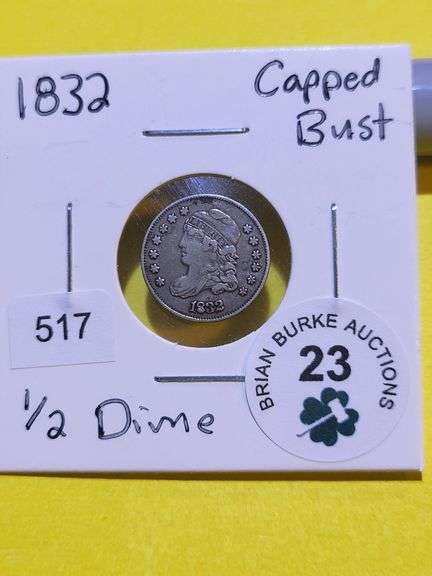 1832
Capped
Bust
1832
517
BRIAN BURKE AUCTIONS
23
1/2 Dime